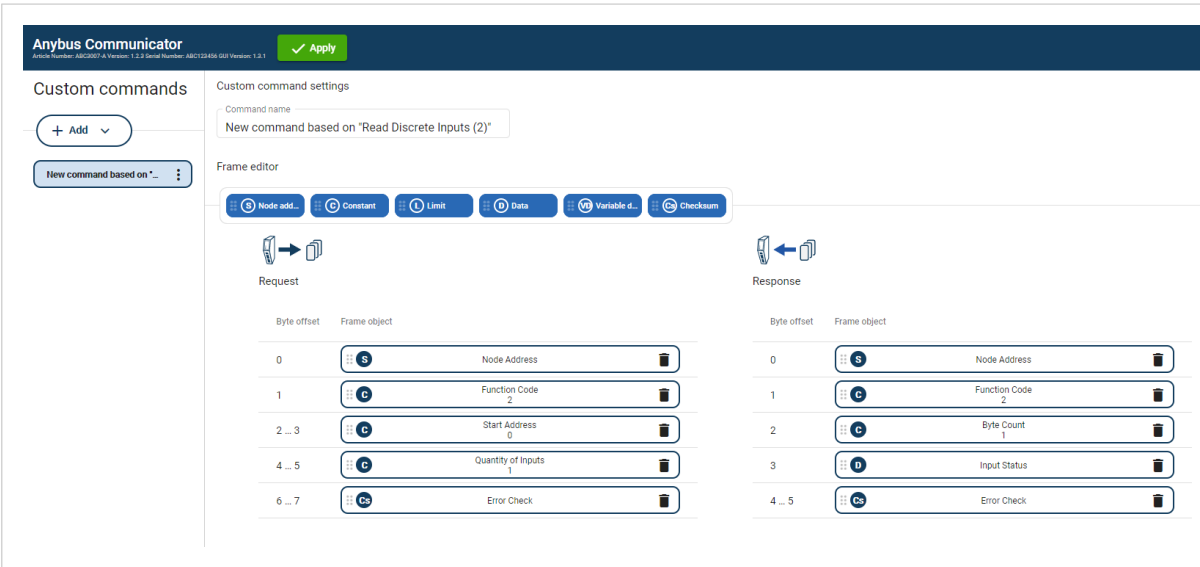 Anybus Communicator
Article Number: ABC3007-A Version: 1.2.3 Serial Number: ABC123456 GUI Version: 1.3.1
Apply
Custom commands
+ Add
New command based on "...
Custom command settings
Command name
New command based on "Read Discrete Inputs (2)"
Frame editor
S Node add... C Constant L Limit D Data VD Variable d... Cs Checksum
Request
Byte offset Frame object
0 S Node Address
1 C Function Code
2
2 ... 3 C Start Address
0
4 ... 5 C Quantity of Inputs
1
6 ... 7 Cs Error Check
Response
Byte offset Frame object
0 S Node Address
1 C Function Code
2
2 C Byte Count
1
3 D Input Status
4 ... 5 Cs Error Check